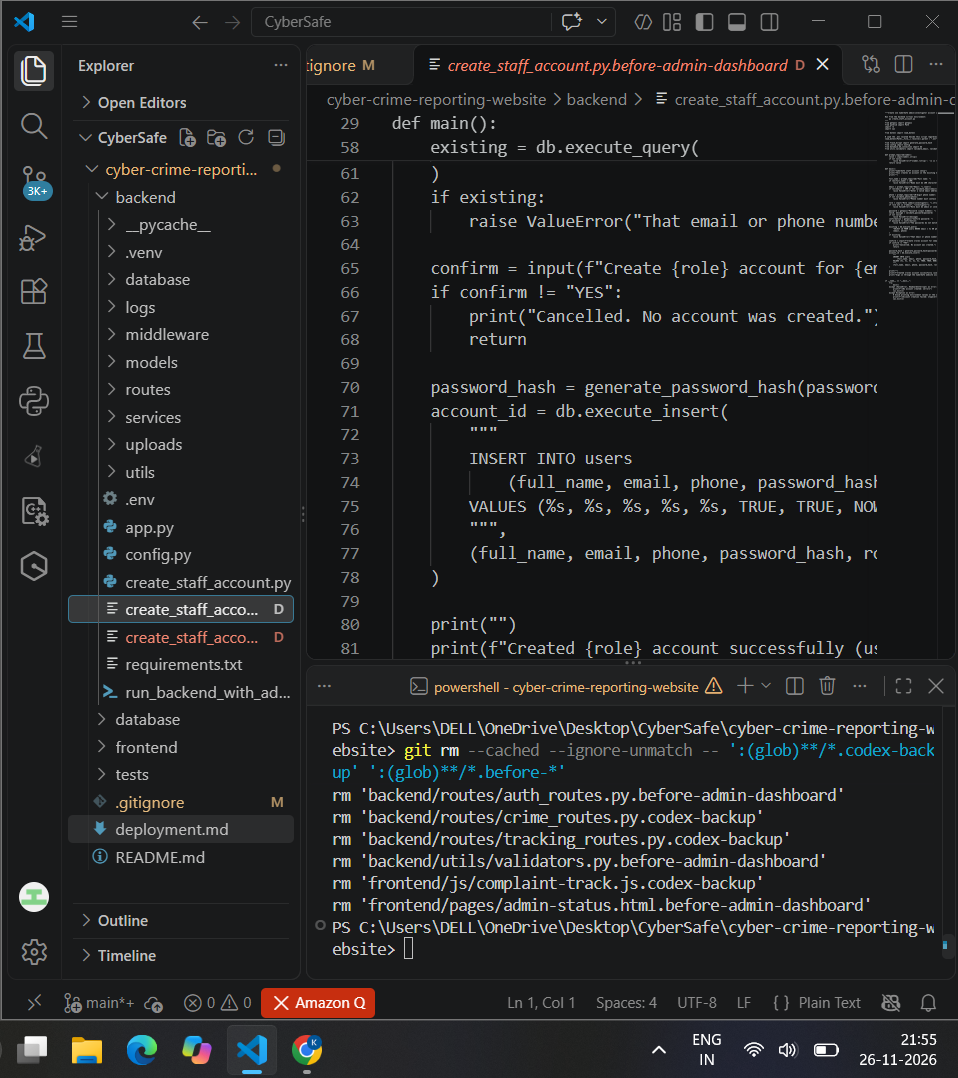 CyberSafe
Explorer
Open Editors
CyberSafe
3K+
cyber-crime-reporti...
backend
__pycache__
.venv
database
logs
middleware
models
routes
services
uploads
utils
.env
app.py
config.py
create_staff_account.py
create_staff_acco... D
create_staff_acco... D
requirements.txt
run_backend_with_ad...
database
frontend
tests
.gitignore M
deployment.md
README.md
Outline
Timeline
tignore M
create_staff_account.py.before-admin-dashboard D
cyber-crime-reporting-website > backend > create_staff_account.py.before-admin-c
29 def main():
58 existing = db.execute_query(
61 )
62 if existing:
63 raise ValueError("That email or phone numbe
64
65 confirm = input(f"Create {role} account for {em
66 if confirm != "YES":
67 print("Cancelled. No account was created.")
68 return
69
70 password_hash = generate_password_hash(password
71 account_id = db.execute_insert(
72 """
73 INSERT INTO users
74 (full_name, email, phone, password_hash
75 VALUES (%s, %s, %s, %s, %s, TRUE, TRUE, NOW
76 """,
77 (full_name, email, phone, password_hash, ro
78 )
79
80 print("")
81 print(f"Created {role} account successfully (us
powershell - cyber-crime-reporting-website
PS C:\Users\DELL\OneDrive\Desktop\CyberSafe\cyber-crime-reporting-w
ebsite> git rm --cached --ignore-unmatch -- ':(glob)**/*.codex-back
up' ':(glob)**/*.before-*'
rm 'backend/routes/auth_routes.py.before-admin-dashboard'
rm 'backend/routes/crime_routes.py.codex-backup'
rm 'backend/routes/tracking_routes.py.codex-backup'
rm 'backend/utils/validators.py.before-admin-dashboard'
rm 'frontend/js/complaint-track.js.codex-backup'
rm 'frontend/pages/admin-status.html.before-admin-dashboard'
PS C:\Users\DELL\OneDrive\Desktop\CyberSafe\cyber-crime-reporting-w
ebsite>
main*+ 0 0 Amazon Q Ln 1, Col 1 Spaces: 4 UTF-8 LF {} Plain Text
K
ENG
IN
21:55
26-11-2026